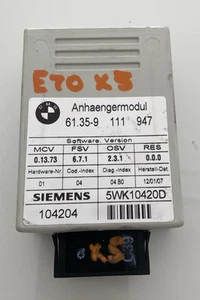 E70 X5
Anhaengermodul
61.35-9 111 947
Software. Version
MCV FSV OSV RES
0.13.73 6.7.1 2.3.1 0.0.0
Hardware-Nr. Cod.-Index Diag.-Index Herstell-Dat.
01 04 04.80 12/01/07
SIEMENS 5WK10420D
104204
X5